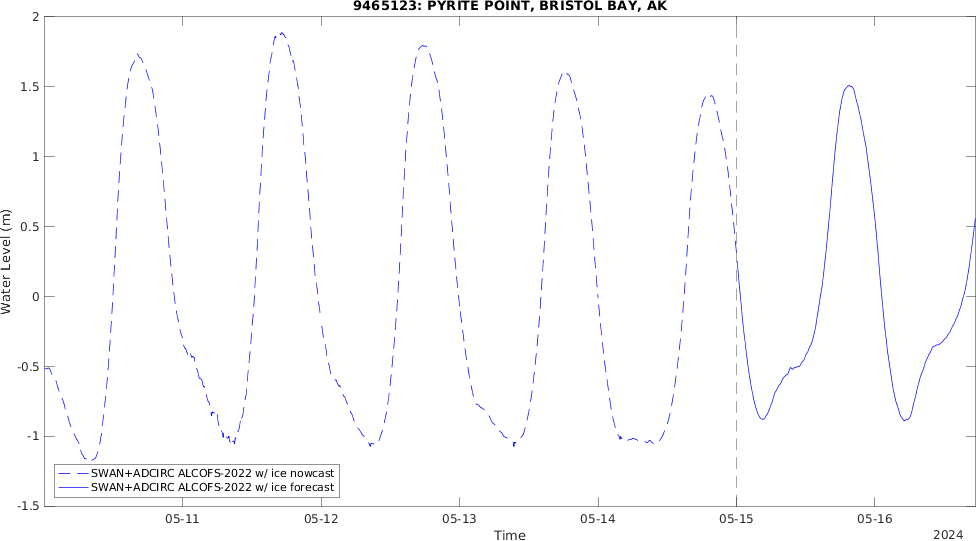 9465123: PYRITE POINT, BRISTOL BAY, AK
2
1.5
1
0.5
0
-0.5
-1
-1.5
Water Level (m)
SWAN+ADCIRC ALCOFS-2022 w/ ice nowcast
SWAN+ADCIRC ALCOFS-2022 w/ ice forecast
05-11 05-12 05-13 05-14 05-15 05-16
Time
2024